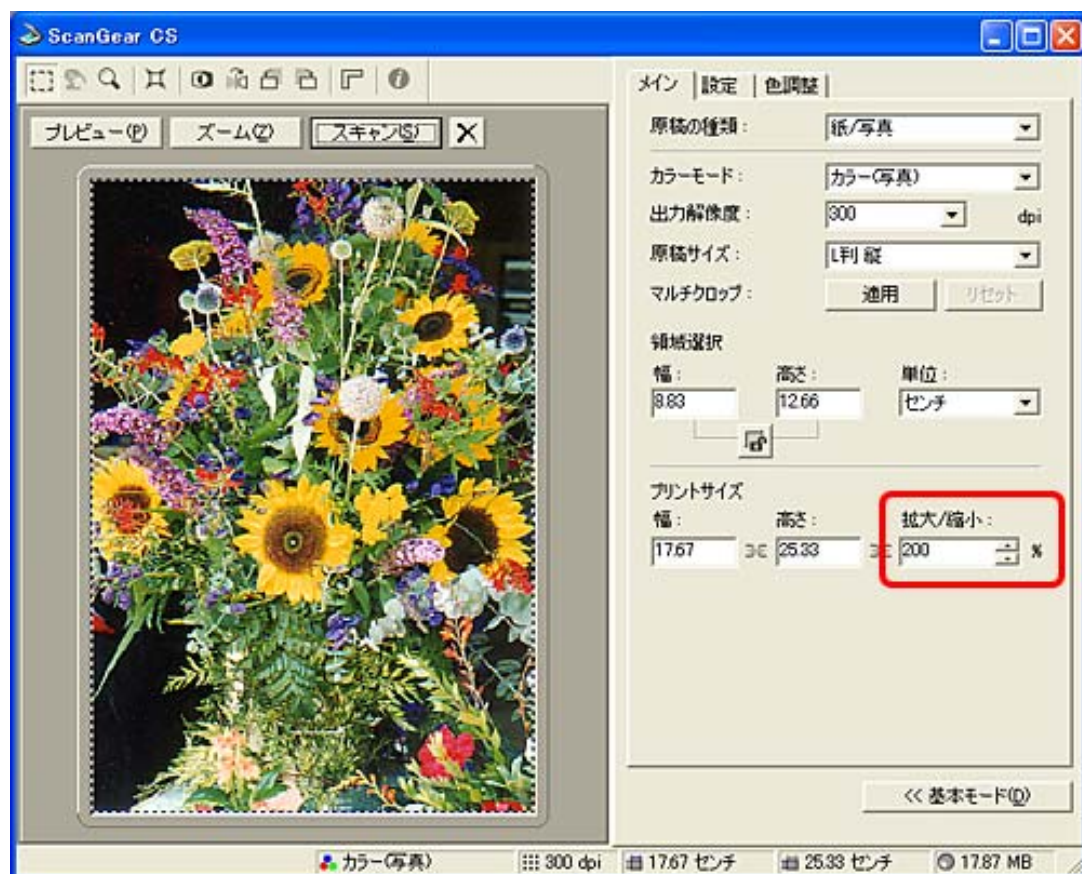 ScanGear CS
プレビュー(P) ズーム(Z) スキャン(S)
メイン 設定 色調整
原稿の種類： 紙/写真
カラーモード： カラー(写真)
出力解像度： 300 dpi
原稿サイズ： L判 縦
マルチクロップ： 適用 リセット
領域選択
幅： 高さ： 単位：
8.83 12.66 センチ
プリントサイズ
幅： 高さ： 拡大/縮小：
17.67 25.33 200 %
<< 基本モード(D)
カラー(写真) 300 dpi 17.67 センチ 25.33 センチ 17.87 MB